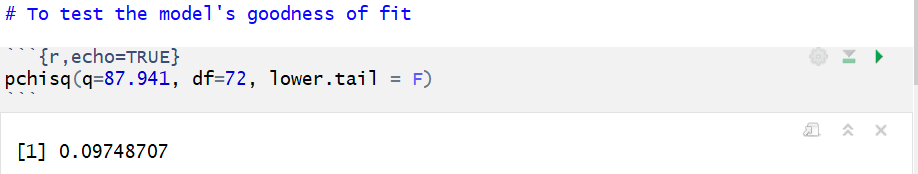 # To test the model's goodness of fit
```{r,echo=TRUE}
pchisq(q=87.941, df=72, lower.tail = F)
```
[1] 0.09748707